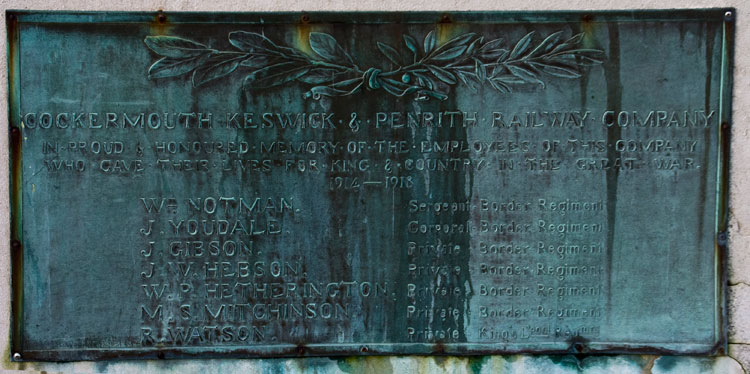 COCKERMOUTH · KESWICK · & · PENRITH · RAILWAY · COMPANY
IN · PROUD · & · HONOURED · MEMORY · OF · THE · EMPLOYEES · OF · THIS · COMPANY
WHO · GAVE · THEIR · LIVES · FOR · KING · & · COUNTRY · IN · THE · GREAT · WAR.
1914 — 1918
Wm NOTMAN. Sergeant · Border Regiment
J. YOUDALE. Corporal · Border Regiment
J. GIBSON. Private · Border Regiment
J. V. HEBSON. Private · Border Regiment
W. P. HETHERINGTON. Private · Border Regiment
M. S. MITCHINSON. Private · Border Regiment
R. WATSON. Private · King's